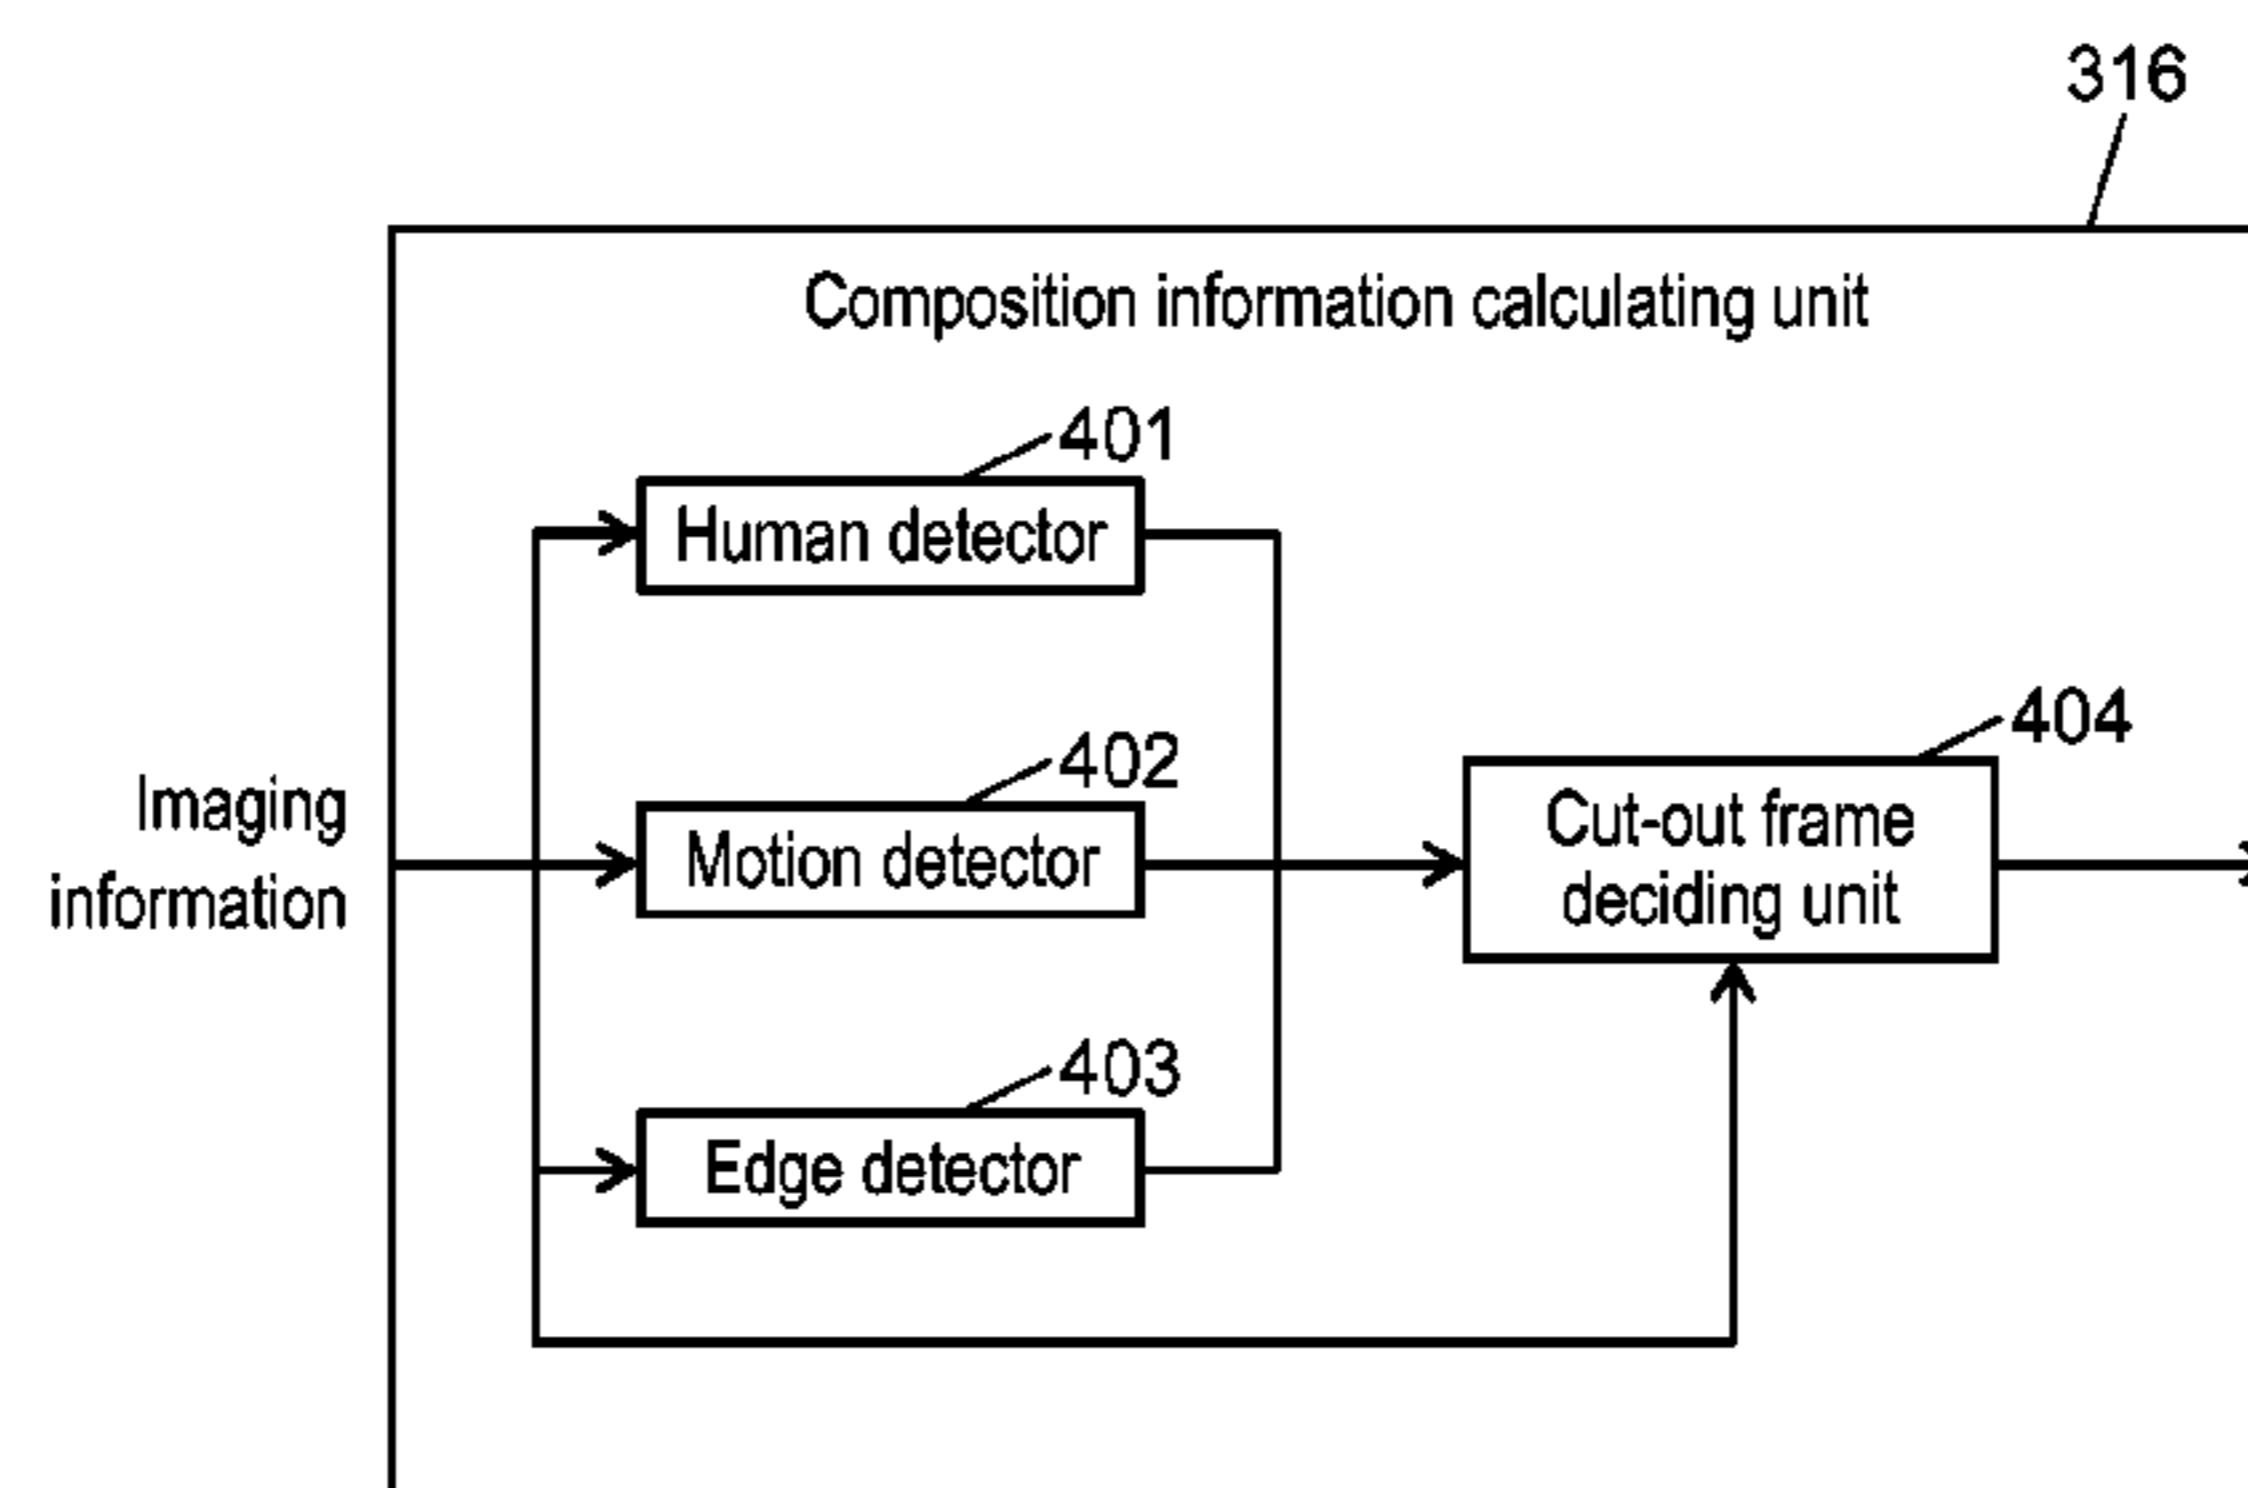 316
Composition information calculating unit
401
Human detector
402
Motion detector
403
Edge detector
404
Cut-out frame
deciding unit
Imaging
information